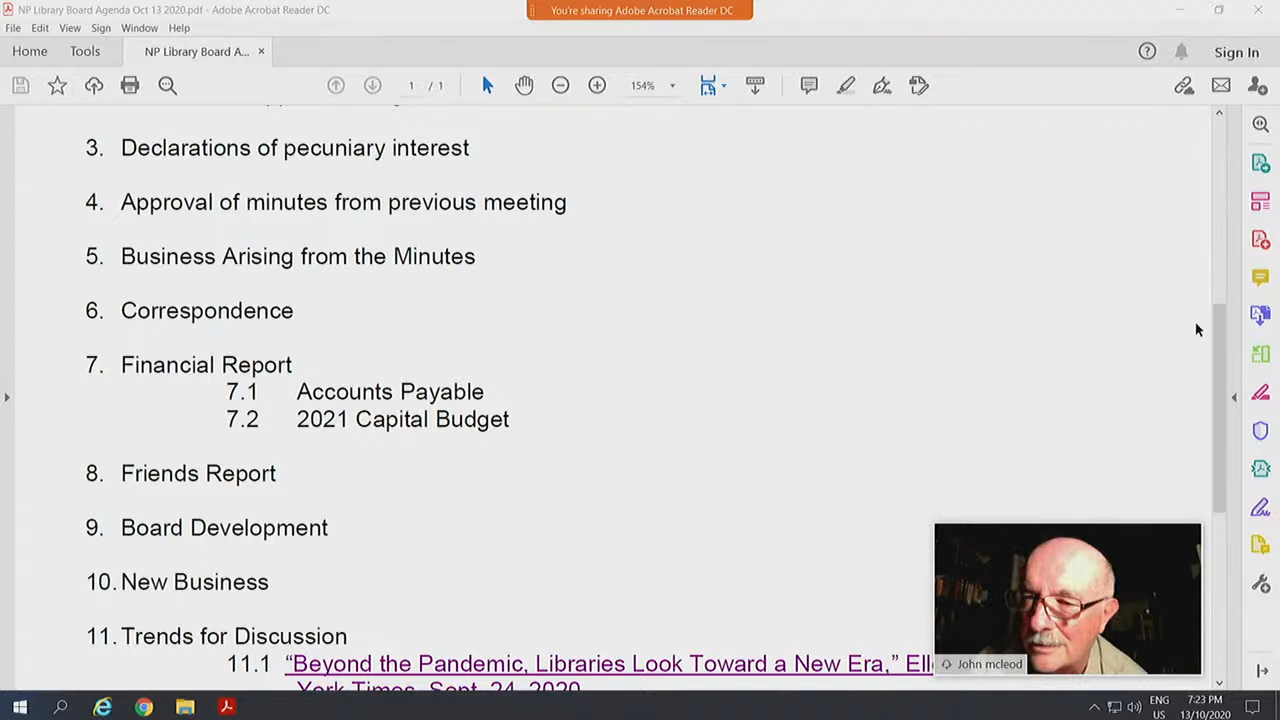 NP Library Board Agenda Oct 13 2020.pdf - Adobe Acrobat Reader DC
You're sharing Adobe Acrobat Reader DC
File Edit View Sign Window Help
Home Tools NP Library Board A... × Sign In
1 / 1 154%
3. Declarations of pecuniary interest
4. Approval of minutes from previous meeting
5. Business Arising from the Minutes
6. Correspondence
7. Financial Report
7.1 Accounts Payable
7.2 2021 Capital Budget
8. Friends Report
9. Board Development
10. New Business
11. Trends for Discussion
11.1 “Beyond the Pandemic, Libraries Look Toward a New Era,”
York Times, Sept. 24, 2020
John mcleod
ENG
US
7:23 PM
13/10/2020